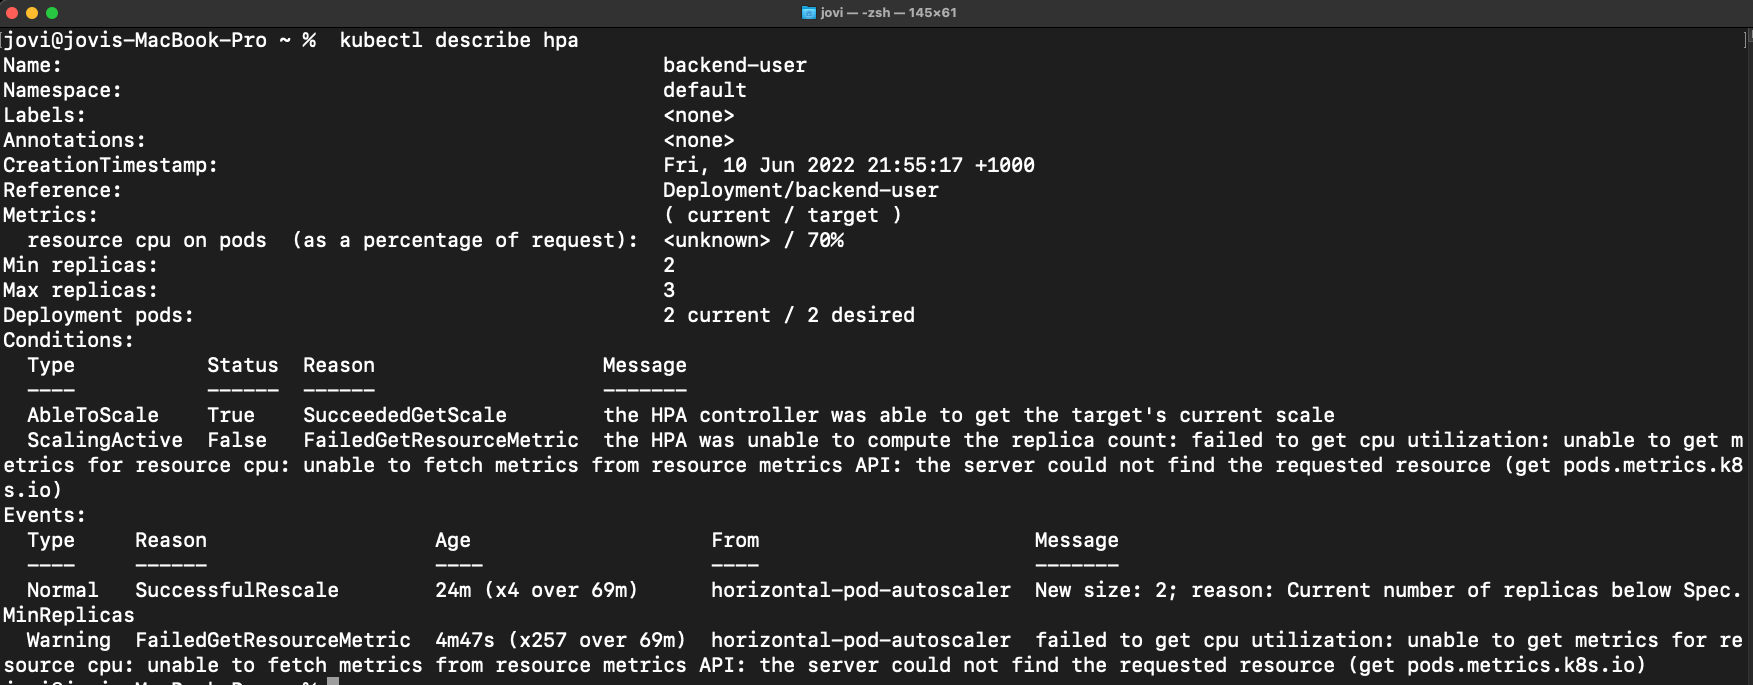 jovi — -zsh — 145×61
jovi@jovis-MacBook-Pro ~ % kubectl describe hpa
Name: backend-user
Namespace: default
Labels: <none>
Annotations: <none>
CreationTimestamp: Fri, 10 Jun 2022 21:55:17 +1000
Reference: Deployment/backend-user
Metrics: ( current / target )
resource cpu on pods (as a percentage of request): <unknown> / 70%
Min replicas: 2
Max replicas: 3
Deployment pods: 2 current / 2 desired
Conditions:
Type Status Reason Message
---- ------ ------ -------
AbleToScale True SucceededGetScale the HPA controller was able to get the target's current scale
ScalingActive False FailedGetResourceMetric the HPA was unable to compute the replica count: failed to get cpu utilization: unable to get m
etrics for resource cpu: unable to fetch metrics from resource metrics API: the server could not find the requested resource (get pods.metrics.k8
s.io)
Events:
Type Reason Age From Message
---- ------ ---- ---- -------
Normal SuccessfulRescale 24m (x4 over 69m) horizontal-pod-autoscaler New size: 2; reason: Current number of replicas below Spec.
MinReplicas
Warning FailedGetResourceMetric 4m47s (x257 over 69m) horizontal-pod-autoscaler failed to get cpu utilization: unable to get metrics for re
source cpu: unable to fetch metrics from resource metrics API: the server could not find the requested resource (get pods.metrics.k8s.io)